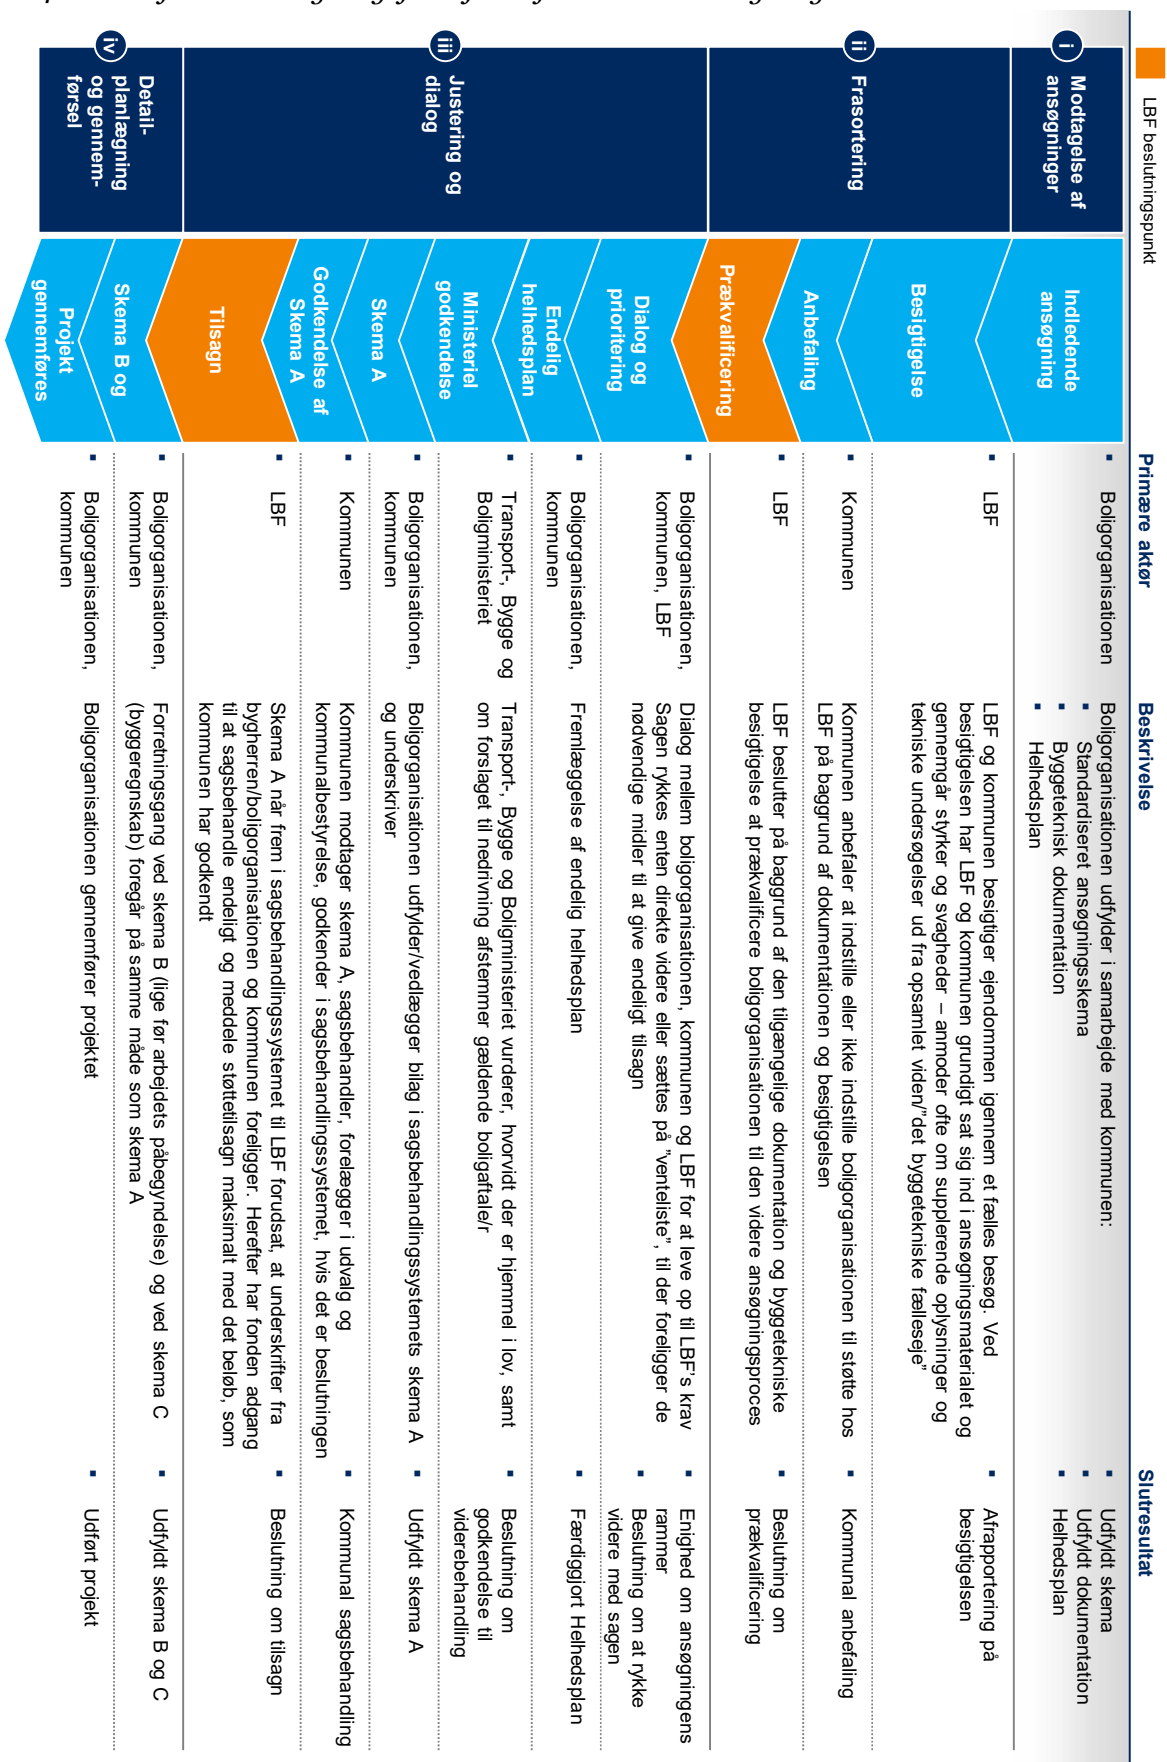 LBF beslutningspunkt
Primære aktør
Beskrivelse
Slutresultat
i
Modtagelse af
ansøgninger
Indledende
ansøgning
▪ Boligorganisationen
Boligorganisationen udfylder i samarbejde med kommunen:
▪ Standardiseret ansøgningsskema
▪ Byggeteknisk dokumentation
▪ Helhedsplan
▪ Udfyldt skema
▪ Udfyldt dokumentation
▪ Helhedsplan
ii
Frasortering
Besigtigelse
▪ LBF
LBF og kommunen besigtiger ejendommen igennem et fælles besøg. Ved
besigtigelsen har LBF og kommunen grundigt sat sig ind i ansøgningsmaterialet og
gennemgår styrker og svagheder – anmoder ofte om supplerende oplysninger og
tekniske undersøgelser ud fra opsamlet viden/"det byggetekniske fælleseje"
▪ Afrapportering på
besigtigelsen
Anbefaling
▪ Kommunen
Kommunen anbefaler at indstille eller ikke indstille boligorganisationen til støtte hos
LBF på baggrund af dokumentationen og besigtigelsen
▪ Kommunal anbefaling
Prækvalificering
▪ LBF
LBF beslutter på baggrund af den tilgængelige dokumentation og byggetekniske
besigtigelse at prækvalificere boligorganisationen til den videre ansøgningsproces
▪ Beslutning om
prækvalificering
iii
Justering og
dialog
Dialog og
prioritering
▪ Boligorganisationen,
kommunen, LBF
Dialog mellem boligorganisationen, kommunen og LBF for at leve op til LBF's krav
Sagen rykkes enten direkte videre eller sættes på "venteliste", til der foreligger de
nødvendige midler til at give endeligt tilsagn
▪ Enighed om ansøgningens
rammer
▪ Beslutning om at rykke
videre med sagen
Endelig
helhedsplan
▪ Boligorganisationen,
kommunen
Fremlæggelse af endelig helhedsplan
▪ Færdiggjort Helhedsplan
Ministeriel
godkendelse
▪ Transport-, Bygge og
Boligministeriet
Transport-, Bygge og Boligministeriet vurderer, hvorvidt der er hjemmel i lov, samt
om forslaget til nedrivning afstemmer gældende boligaftale/r
▪ Beslutning om
godkendelse til
viderebehandling
Skema A
▪ Boligorganisationen,
kommunen
Boligorganisationen udfylder/vedlægger bilag i sagsbehandlingssystemets skema A
og underskriver
▪ Udfyldt skema A
Godkendelse af
Skema A
▪ Kommunen
Kommunen modtager skema A, sagsbehandler, forelægger i udvalg og
kommunalbestyrelse, godkender i sagsbehandlingssystemet, hvis det er beslutningen
▪ Kommunal sagsbehandling
Tilsagn
▪ LBF
Skema A når frem i sagsbehandlingssystemet til LBF forudsat, at underskrifter fra
bygherren/boligorganisationen og kommunen foreligger. Herefter har fonden adgang
til at sagsbehandle endeligt og meddele støttetilsagn maksimalt med det beløb, som
kommunen har godkendt
▪ Beslutning om tilsagn
iv
Detail-
planlægning
og gennem-
førsel
Skema B og
▪ Boligorganisationen,
kommunen
Forretningsgang ved skema B (lige før arbejdets påbegyndelse) og ved skema C
(byggeregnskab) foregår på samme måde som skema A
▪ Udfyldt skema B og C
Projekt
gennemføres
▪ Boligorganisationen,
kommunen
Boligorganisationen gennemfører projektet
▪ Udført projekt